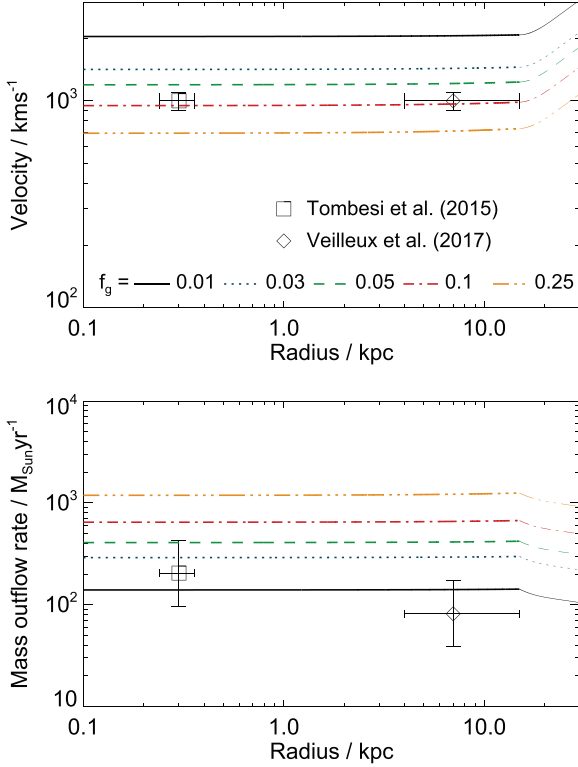 Velocity / kms⁻¹
10³
10²
Tombesi et al. (2015)
Veilleux et al. (2017)
f_g = 0.01 0.03 0.05 0.1 0.25
0.1 1.0 10.0
Radius / kpc
Mass outflow rate / M_Sun yr⁻¹
10⁴
10³
10²
10
0.1 1.0 10.0
Radius / kpc